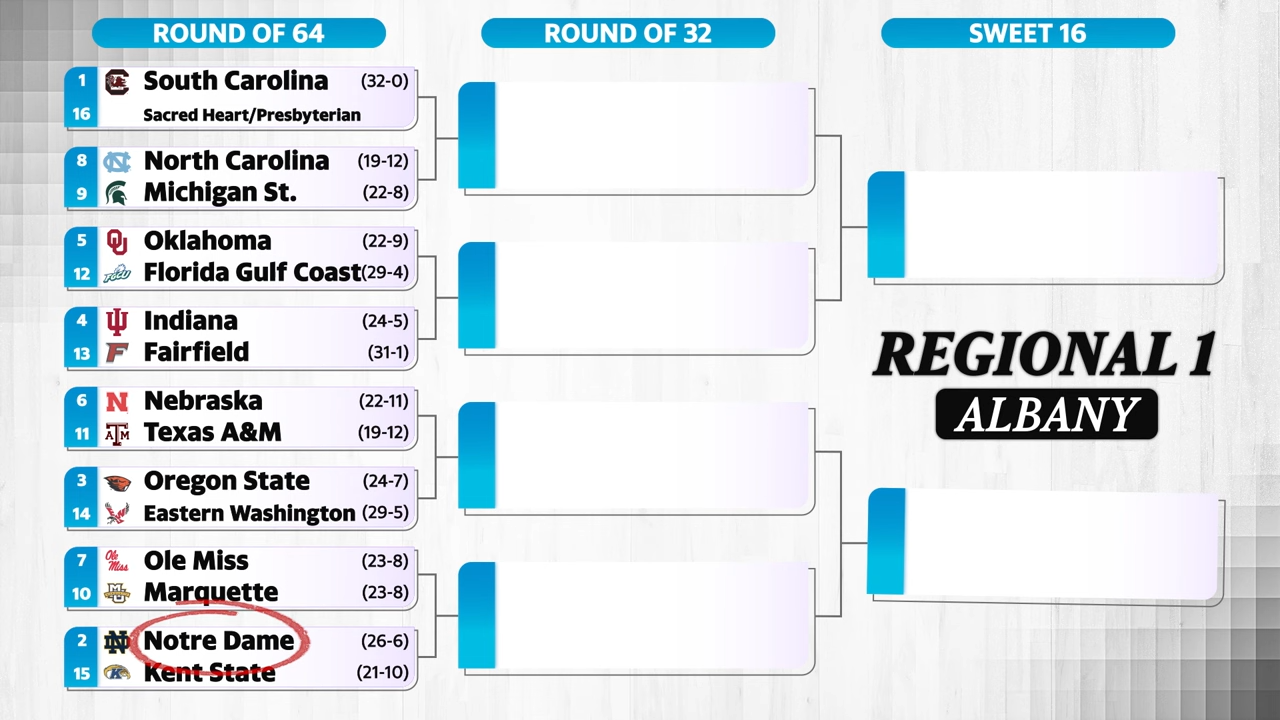 ROUND OF 64
ROUND OF 32
SWEET 16
1 South Carolina (32-0)
16 Sacred Heart/Presbyterian
8 North Carolina (19-12)
9 Michigan St. (22-8)
5 Oklahoma (22-9)
12 Florida Gulf Coast (29-4)
4 Indiana (24-5)
13 Fairfield (31-1)
6 Nebraska (22-11)
11 Texas A&M (19-12)
3 Oregon State (24-7)
14 Eastern Washington (29-5)
7 Ole Miss Ole Miss (23-8)
10 Marquette (23-8)
2 Notre Dame (26-6)
15 Kent State (21-10)
REGIONAL 1
ALBANY